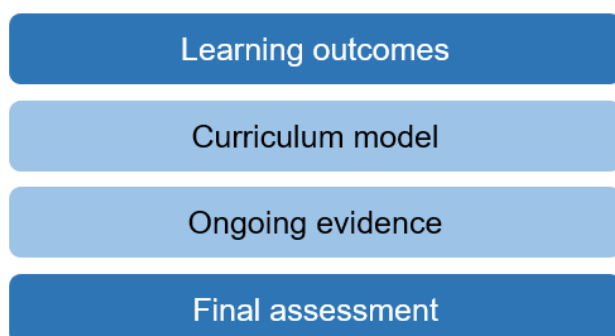 Learning outcomes
Curriculum model
Ongoing evidence
Final assessment